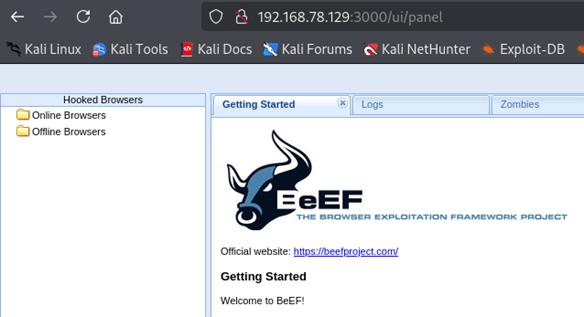 192.168.78.129:3000/ui/panel
Kali Linux Kali Tools Kali Docs Kali Forums Kali NetHunter Exploit-DB
Hooked Browsers
Online Browsers
Offline Browsers
Getting Started Logs Zombies
BeEF
THE BROWSER EXPLOITATION FRAMEWORK PROJECT
Official website: https://beefproject.com/
Getting Started
Welcome to BeEF!